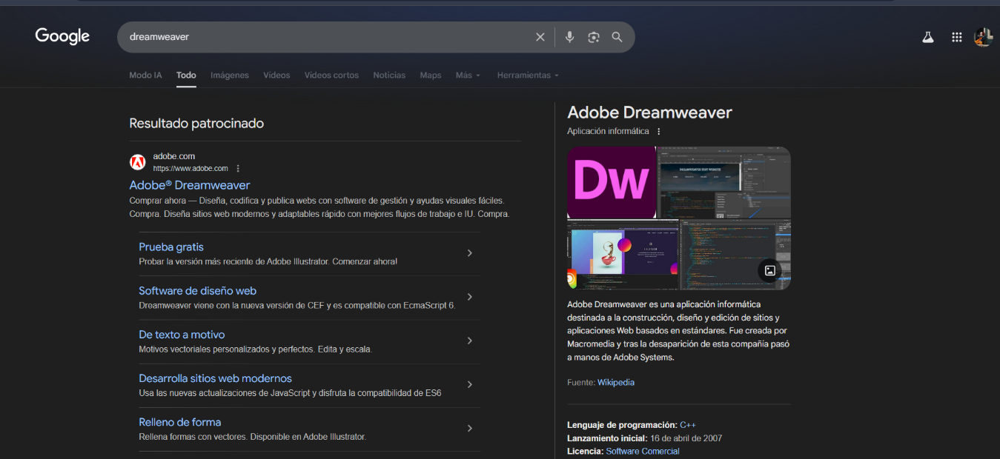 Google
dreamweaver
Modo IA
Todo
Imágenes
Videos
Vídeos cortos
Noticias
Maps
Más
Herramientas
Resultado patrocinado
adobe.com
https://www.adobe.com
Adobe® Dreamweaver
Comprar ahora — Diseña, codifica y publica webs con software de gestión y ayudas visuales fáciles.
Compra. Diseña sitios web modernos y adaptables rápido con mejores flujos de trabajo e IU. Compra.
Prueba gratis
Probar la versión más reciente de Adobe Illustrator. Comenzar ahora!
Software de diseño web
Dreamweaver viene con la nueva versión de CEF y es compatible con EcmaScript 6.
De texto a motivo
Motivos vectoriales personalizados y perfectos. Edita y escala.
Desarrolla sitios web modernos
Usa las nuevas actualizaciones de JavaScript y disfruta la compatibilidad de ES6
Relleno de forma
Rellena formas con vectores. Disponible en Adobe Illustrator.
Adobe Dreamweaver
Aplicación informática
Dw
DREAMWEAVER TEST WEBSITE
Adobe Dreamweaver es una aplicación informática
destinada a la construcción, diseño y edición de sitios y
aplicaciones Web basados en estándares. Fue creada por
Macromedia y tras la desaparición de esta compañía pasó
a manos de Adobe Systems.
Fuente: Wikipedia
Lenguaje de programación: C++
Lanzamiento inicial: 16 de abril de 2007
Licencia: Software Comercial